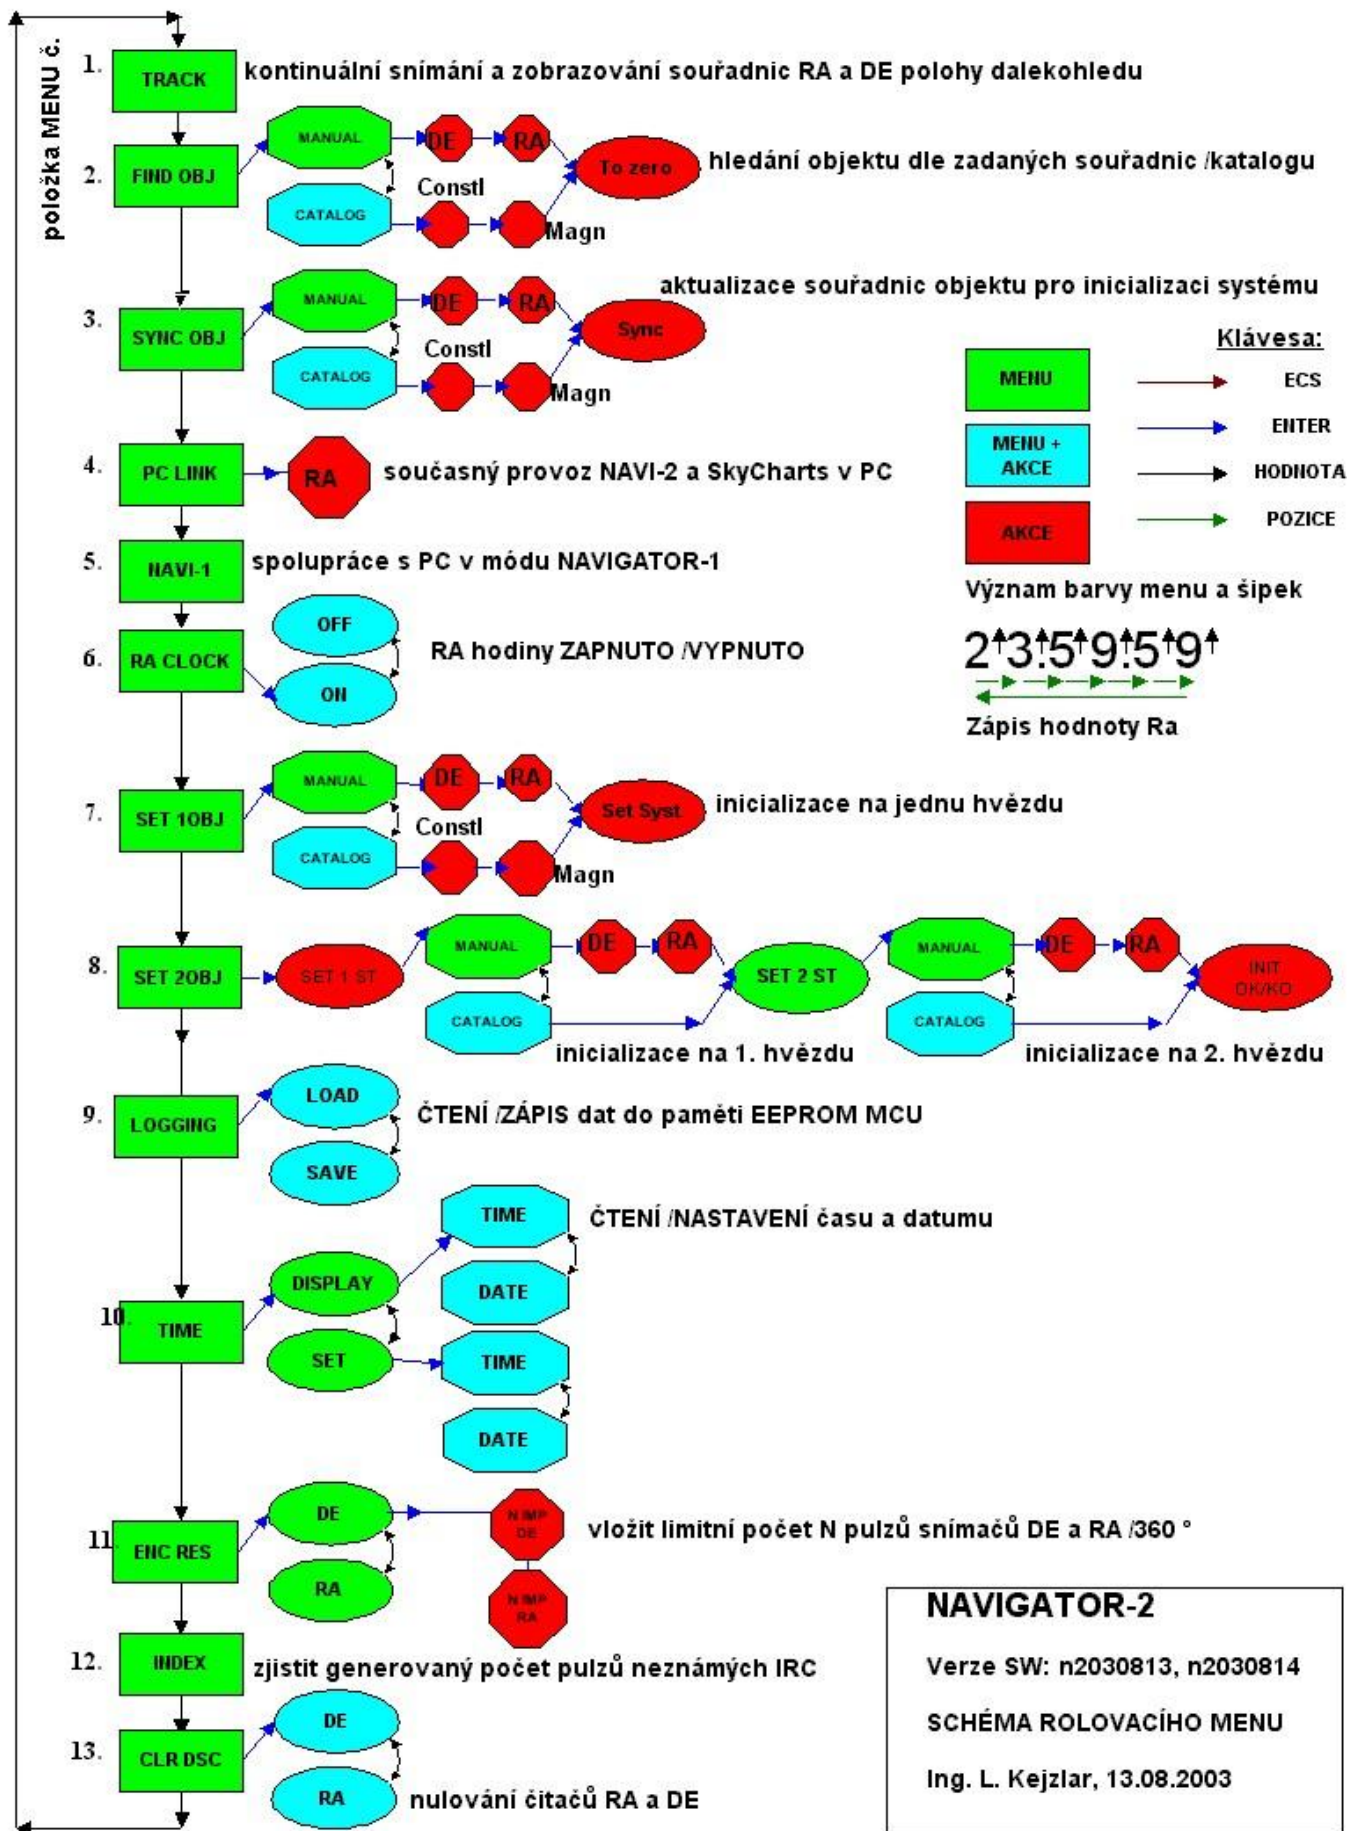 položka MENU č.
1.
TRACK
kontinuální snímání a zobrazování souřadnic RA a DE polohy dalekohledu
2.
FIND OBJ
MANUAL
DE
RA
To zero
hledání objektu dle zadaných souřadnic /katalogu
CATALOG
Constl
Magn
3.
SYNC OBJ
MANUAL
DE
RA
Sync
aktualizace souřadnic objektu pro inicializaci systému
CATALOG
Constl
Magn
Klávesa:
MENU
ECS
MENU +
AKCE
ENTER
HODNOTA
AKCE
POZICE
Význam barvy menu a šipek
23:59:59
Zápis hodnoty Ra
4.
PC LINK
RA
současný provoz NAVI-2 a SkyCharts v PC
5.
NAVI-1
spolupráce s PC v módu NAVIGATOR-1
6.
RA CLOCK
OFF
ON
RA hodiny ZAPNUTO /VYPNUTO
7.
SET 1OBJ
MANUAL
DE
RA
Set Syst
inicializace na jednu hvězdu
CATALOG
Constl
Magn
8.
SET 2OBJ
SET 1 ST
MANUAL
DE
RA
SET 2 ST
MANUAL
DE
RA
INIT
OK/KO
CATALOG
CATALOG
inicializace na 1. hvězdu
inicializace na 2. hvězdu
9.
LOGGING
LOAD
SAVE
ČTENÍ /ZÁPIS dat do paměti EEPROM MCU
10.
TIME
DISPLAY
SET
TIME
DATE
TIME
DATE
ČTENÍ /NASTAVENÍ času a datumu
11.
ENC RES
DE
RA
N IMP
DE
N IMP
RA
vložit limitní počet N pulzů snímačů DE a RA /360 °
12.
INDEX
zjistit generovaný počet pulzů neznámých IRC
13.
CLR DSC
DE
RA
nulování čitačů RA a DE
NAVIGATOR-2
Verze SW: n2030813, n2030814
SCHÉMA ROLOVACÍHO MENU
Ing. L. Kejzlar, 13.08.2003